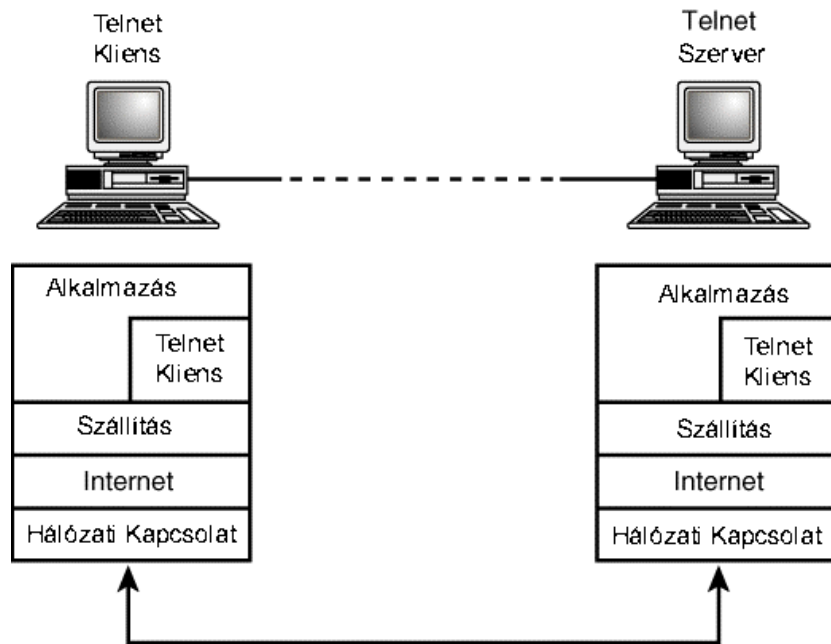 Telnet
Kliens
Telnet
Szerver
Alkalmazás
Telnet
Kliens
Szállítás
Internet
Hálózati Kapcsolat
Alkalmazás
Telnet
Kliens
Szállítás
Internet
Hálózati Kapcsolat